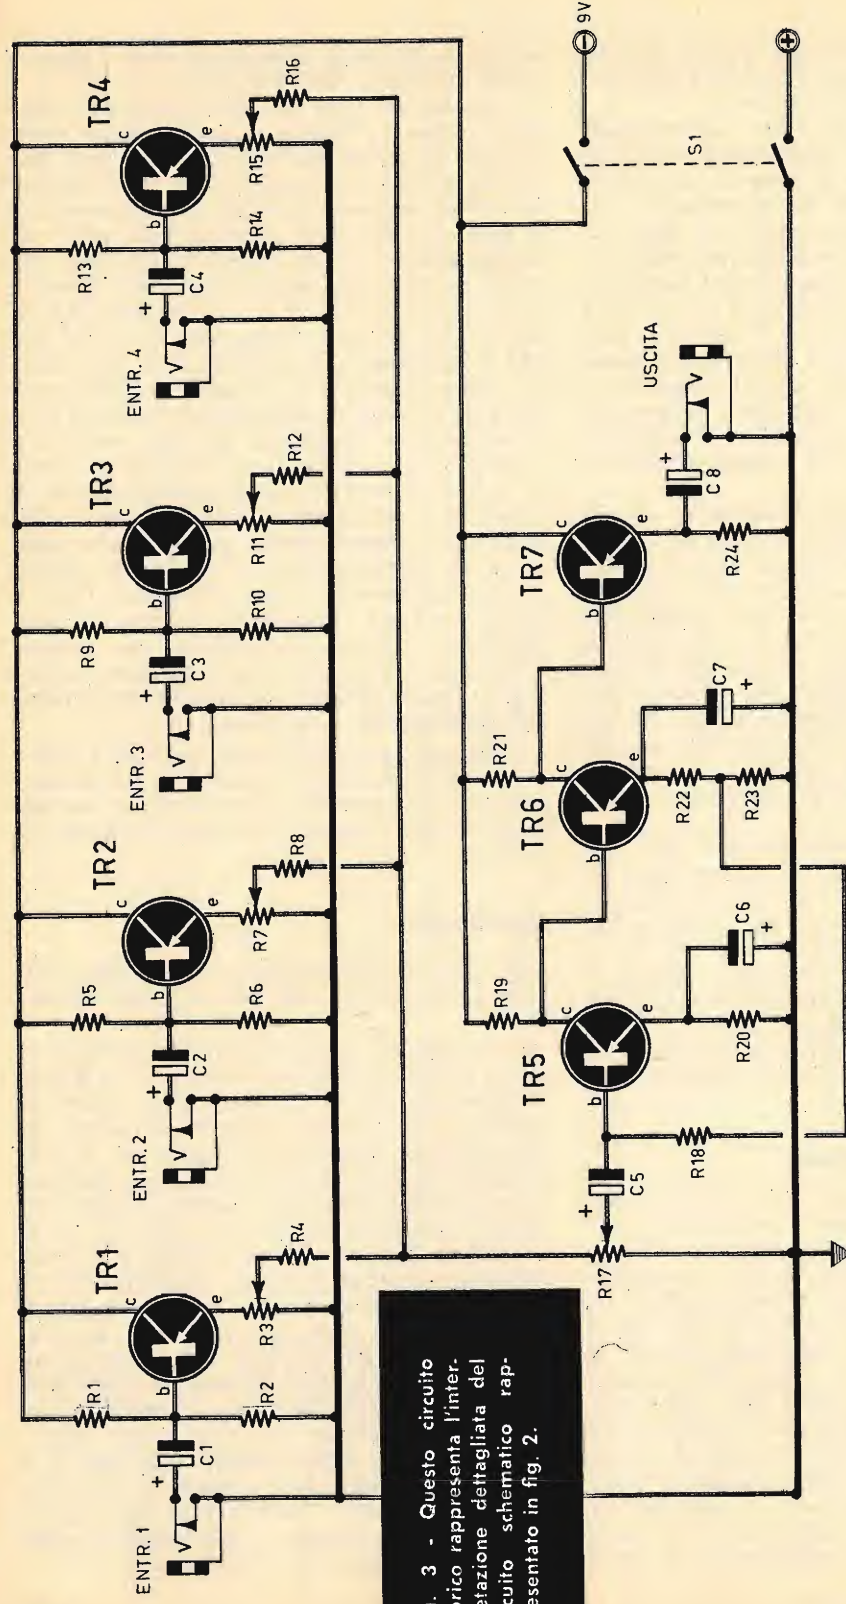 ENTR. 1
+
C1
R1
b
R2
TR1
c
e
R3
R4
ENTR. 2
+
C2
R5
b
R6
TR2
c
e
R7
R8
ENTR. 3
+
C3
R9
b
R10
TR3
c
e
R11
R12
ENTR. 4
+
C4
R13
b
R14
TR4
c
e
R15
R16
. 3 - Questo circuito
orico rappresenta l'inter-
etazione dettagliata del
cuito schematico rap-
esentato in fig. 2.
R17
+
C5
R18
b
TR5
R19
c
e
R20
C6
+
b
TR6
R21
c
e
R22
R23
C7
+
b
TR7
c
e
R24
+
C8
USCITA
S1
− 9V
+